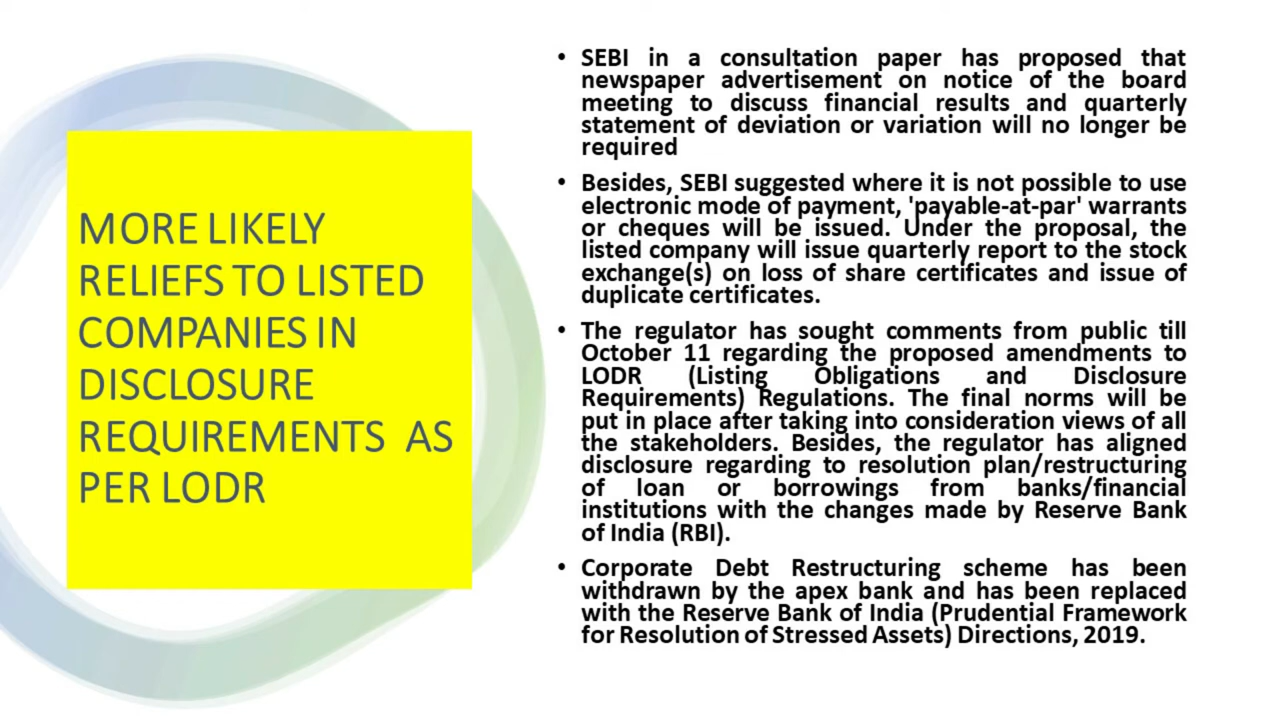 MORE LIKELY
RELIEFS TO LISTED
COMPANIES IN
DISCLOSURE
REQUIREMENTS AS
PER LODR
• SEBI in a consultation paper has proposed that
newspaper advertisement on notice of the board
meeting to discuss financial results and quarterly
statement of deviation or variation will no longer be
required
• Besides, SEBI suggested where it is not possible to use
electronic mode of payment, 'payable-at-par' warrants
or cheques will be issued. Under the proposal, the
listed company will issue quarterly report to the stock
exchange(s) on loss of share certificates and issue of
duplicate certificates.
• The regulator has sought comments from public till
October 11 regarding the proposed amendments to
LODR (Listing Obligations and Disclosure
Requirements) Regulations. The final norms will be
put in place after taking into consideration views of all
the stakeholders. Besides, the regulator has aligned
disclosure regarding to resolution plan/restructuring
of loan or borrowings from banks/financial
institutions with the changes made by Reserve Bank
of India (RBI).
• Corporate Debt Restructuring scheme has been
withdrawn by the apex bank and has been replaced
with the Reserve Bank of India (Prudential Framework
for Resolution of Stressed Assets) Directions, 2019.